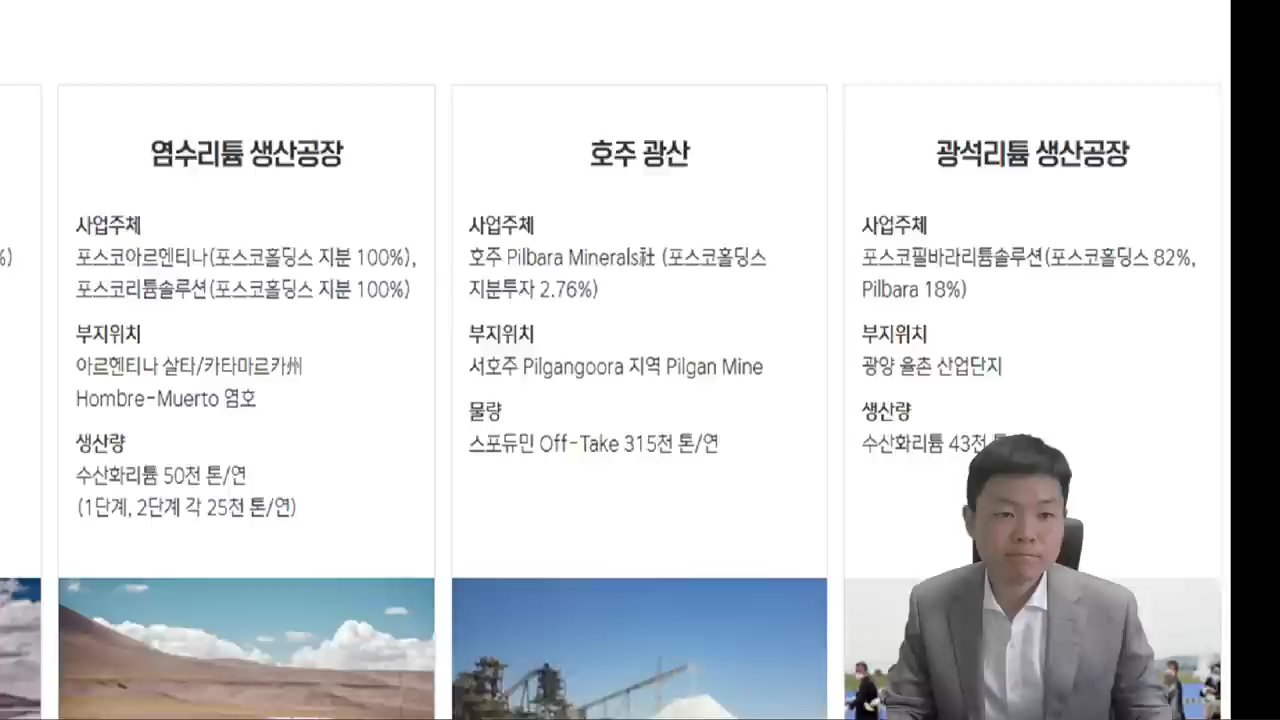 %)
염수리튬 생산공장
사업주체
포스코아르헨티나(포스코홀딩스 지분 100%),
포스코리튬솔루션(포스코홀딩스 지분 100%)
부지위치
아르헨티나 살타/카타마르카州
Hombre-Muerto 염호
생산량
수산화리튬 50천 톤/연
(1단계, 2단계 각 25천 톤/연)
호주 광산
사업주체
호주 Pilbara Minerals社 (포스코홀딩스
지분투자 2.76%)
부지위치
서호주 Pilgangoora 지역 Pilgan Mine
물량
스포듀민 Off-Take 315천 톤/연
광석리튬 생산공장
사업주체
포스코필바라리튬솔루션(포스코홀딩스 82%,
Pilbara 18%)
부지위치
광양 율촌 산업단지
생산량
수산화리튬 43천